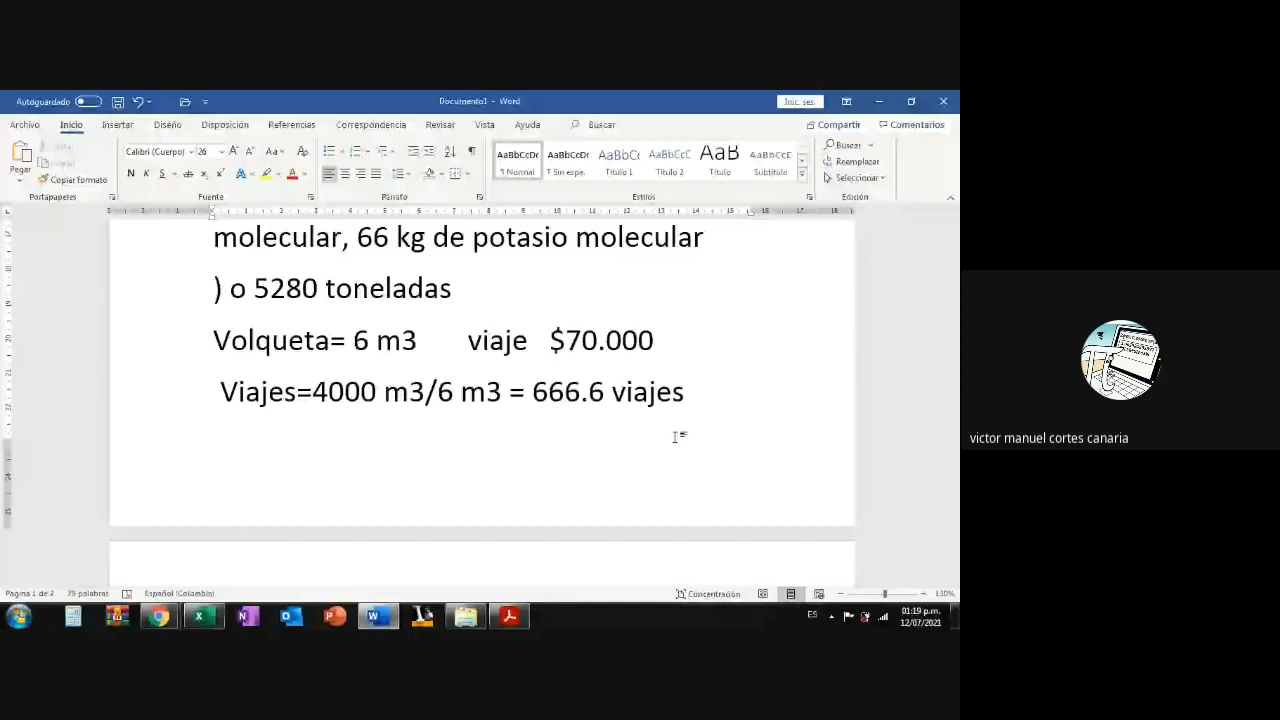 Autoguardado
Documento1 - Word
Inic. ses.
Archivo Inicio Insertar Diseño Disposición Referencias Correspondencia Revisar Vista Ayuda Buscar Compartir Comentarios
Pegar
Copiar formato
Portapapeles
Calibri (Cuerpo) 26
N K S
Fuente
Párrafo
AaBbCcDc AaBbCcDc AaBbCc AaBbCcC AaB AaBbCcC
¶ Normal ¶ Sin espa... Título 1 Título 2 Título Subtítulo
Estilos
Buscar
Reemplazar
Seleccionar
Edición
molecular, 66 kg de potasio molecular
) o 5280 toneladas
Volqueta= 6 m3 viaje $70.000
Viajes=4000 m3/6 m3 = 666.6 viajes
Página 1 de 2 Español (Colombia) Concentración 130%
ES 01:19 p.m.
12/07/2021
victor manuel cortes canaria